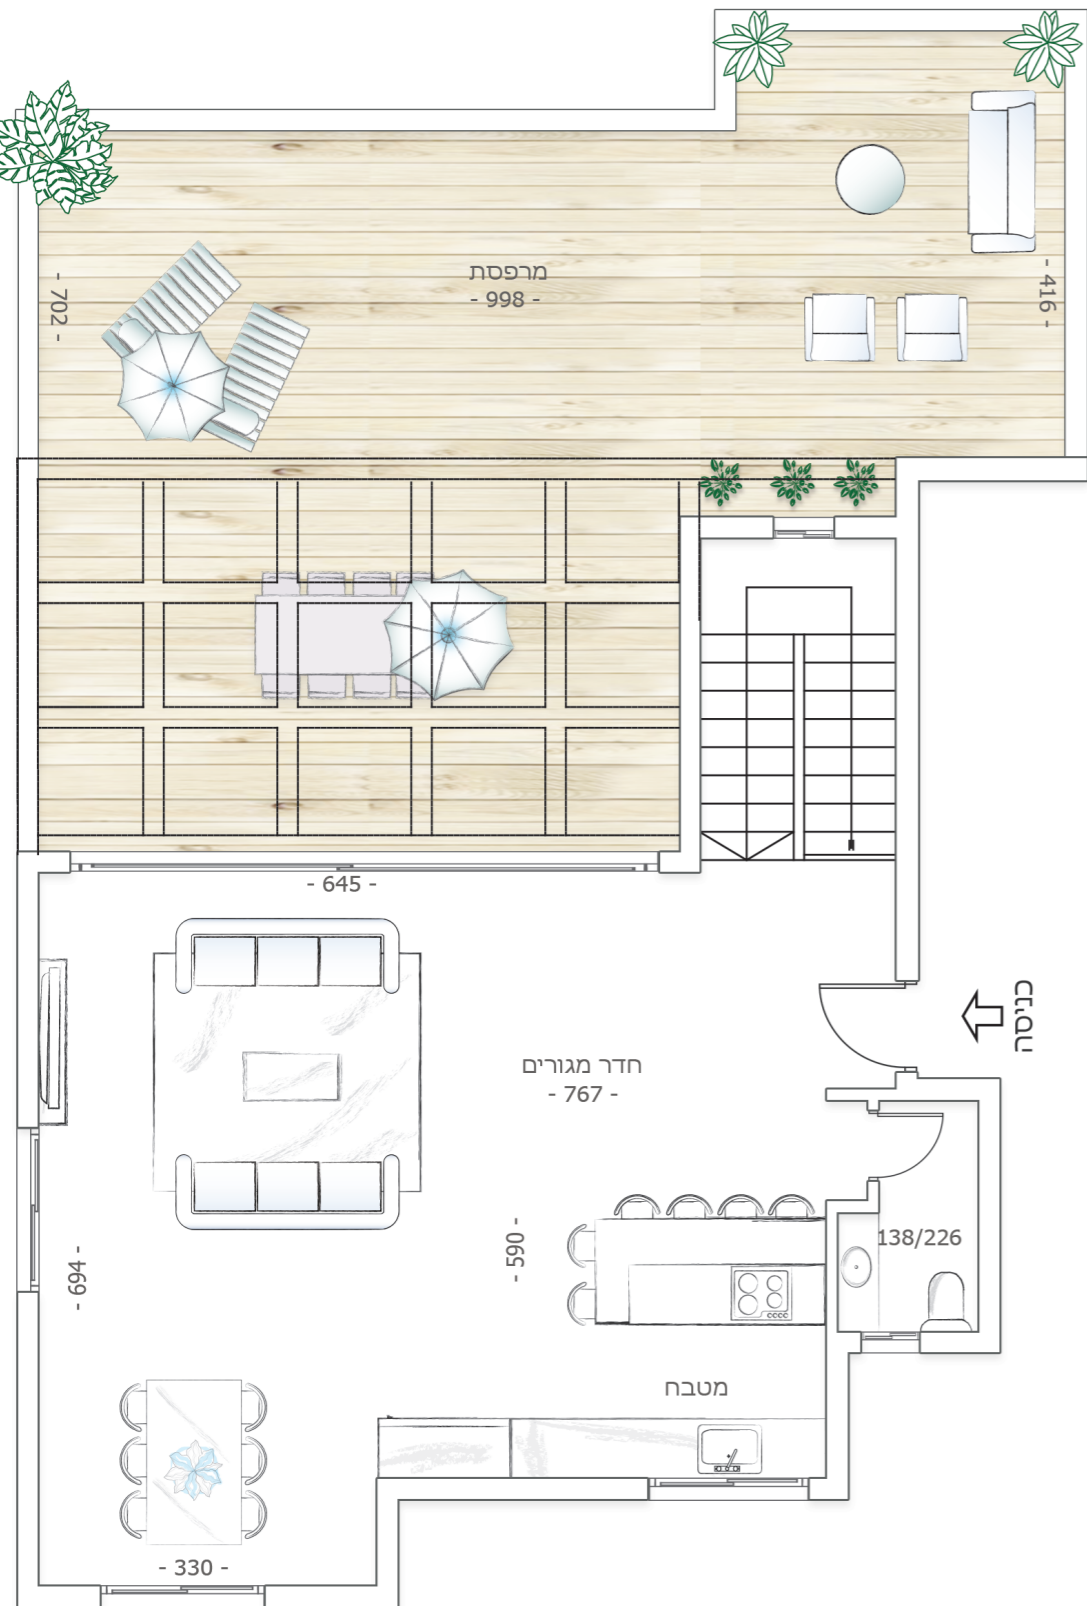 מרפסת
- 998 -
- 702 -
- 416 -
- 645 -
כניסה
חדר מגורים
- 767 -
- 590 -
- 694 -
138/226
מטבח
- 330 -